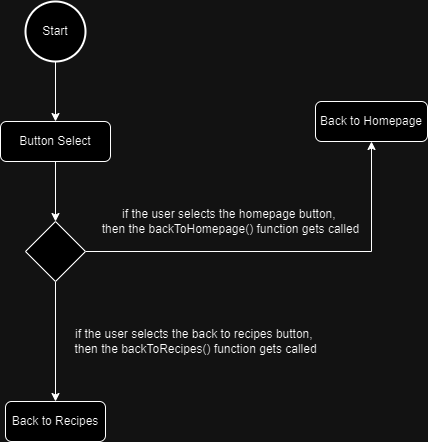 Start
Button Select
Back to Homepage
if the user selects the homepage button,
then the backToHomepage() function gets called
if the user selects the back to recipes button,
then the backToRecipes() function gets called
Back to Recipes